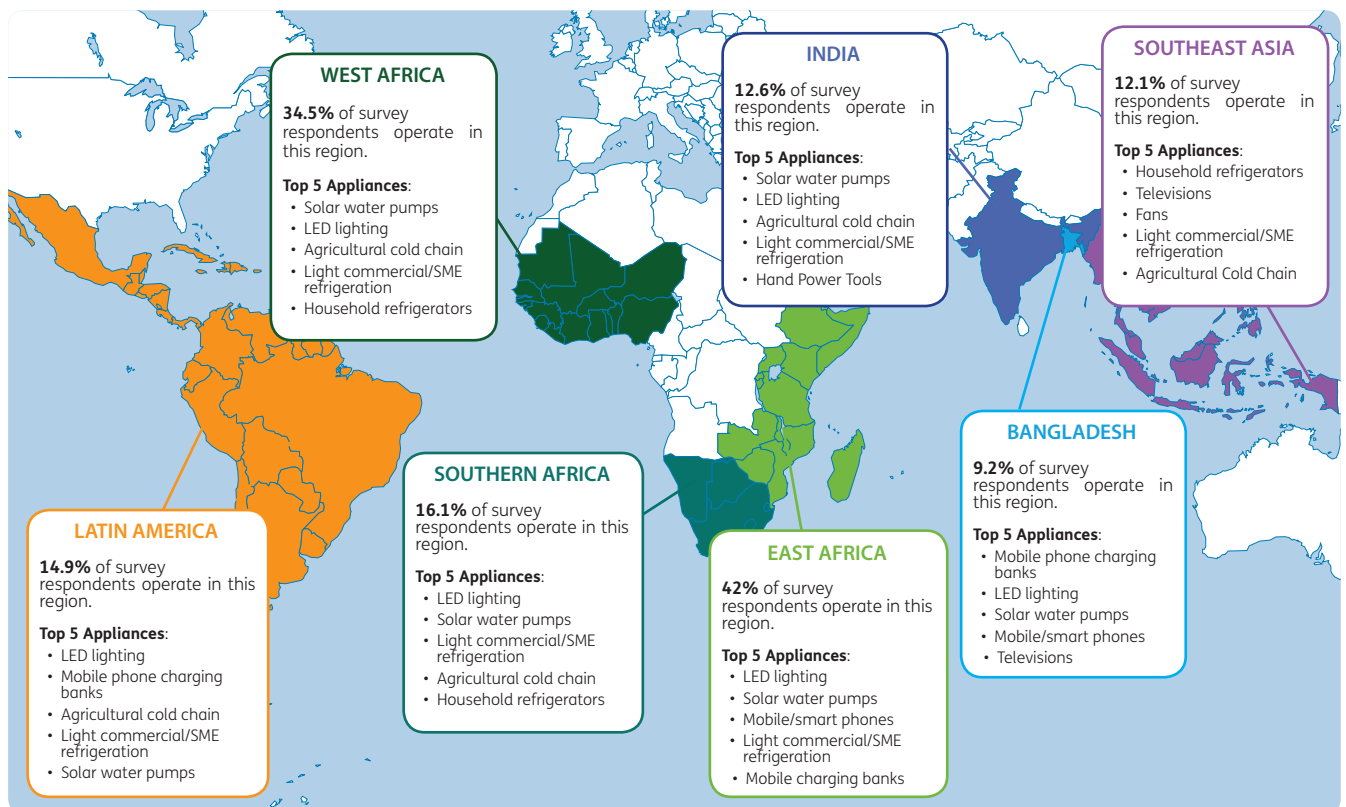 WEST AFRICA
34.5% of survey
respondents operate in
this region.
Top 5 Appliances:
• Solar water pumps
• LED lighting
• Agricultural cold chain
• Light commercial/SME
refrigeration
• Household refrigerators
INDIA
12.6% of survey
respondents operate in
this region.
Top 5 Appliances:
• Solar water pumps
• LED lighting
• Agricultural cold chain
• Light commercial/SME
refrigeration
• Hand Power Tools
SOUTHEAST ASIA
12.1% of survey
respondents operate in
this region.
Top 5 Appliances:
• Household refrigerators
• Televisions
• Fans
• Light commercial/SME
refrigeration
• Agricultural Cold Chain
LATIN AMERICA
14.9% of survey
respondents operate in this
region.
Top 5 Appliances:
• LED lighting
• Mobile phone charging
banks
• Agricultural cold chain
• Light commercial/SME
refrigeration
• Solar water pumps
SOUTHERN AFRICA
16.1% of survey
respondents operate in this
region.
Top 5 Appliances:
• LED lighting
• Solar water pumps
• Light commercial/SME
refrigeration
• Agricultural cold chain
• Household refrigerators
EAST AFRICA
42% of survey
respondents operate in this
region.
Top 5 Appliances:
• LED lighting
• Solar water pumps
• Mobile/smart phones
• Light commercial/SME
refrigeration
• Mobile charging banks
BANGLADESH
9.2% of survey
respondents operate in
this region.
Top 5 Appliances:
• Mobile phone charging
banks
• LED lighting
• Solar water pumps
• Mobile/smart phones
• Televisions